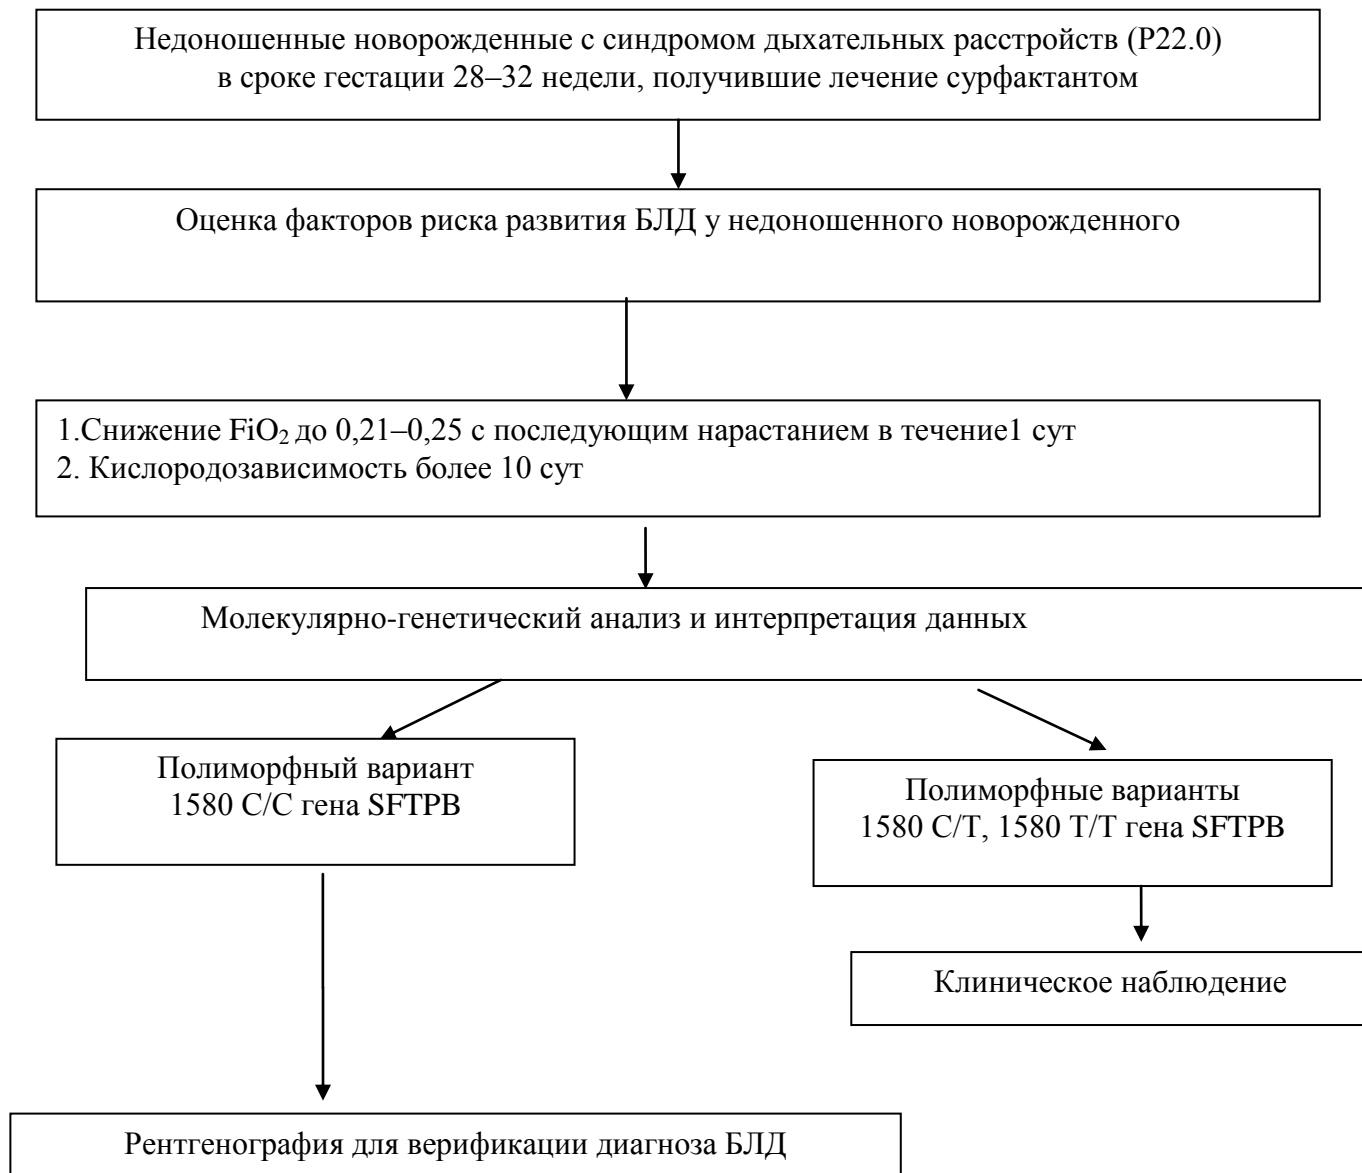 Недоношенные новорожденные с синдромом дыхательных расстройств (Р22.0)
в сроке гестации 28–32 недели, получившие лечение сурфактантом
Оценка факторов риска развития БЛД у недоношенного новорожденного
1.Снижение FiO₂ до 0,21–0,25 с последующим нарастанием в течение1 сут
2. Кислородозависимость более 10 сут
Молекулярно-генетический анализ и интерпретация данных
Полиморфный вариант
1580 С/С гена SFTPB
Полиморфные варианты
1580 С/Т, 1580 Т/Т гена SFTPB
Клиническое наблюдение
Рентгенография для верификации диагноза БЛД